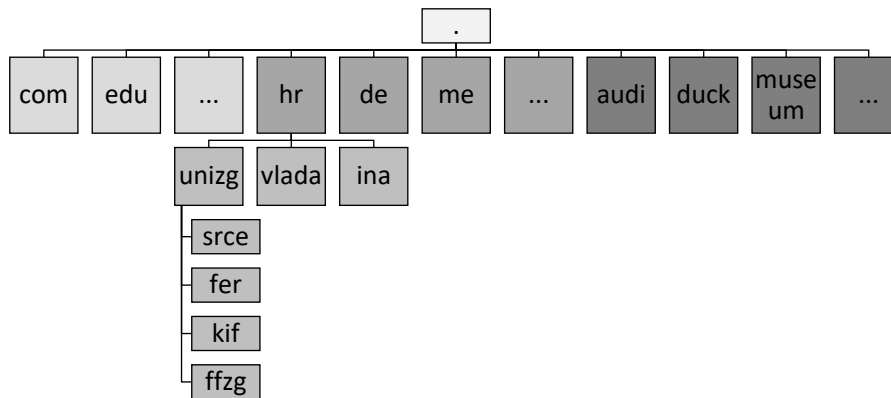 .
com edu ... hr de me ... audi duck muse
um ...
unizg vlada ina
srce
fer
kif
ffzg